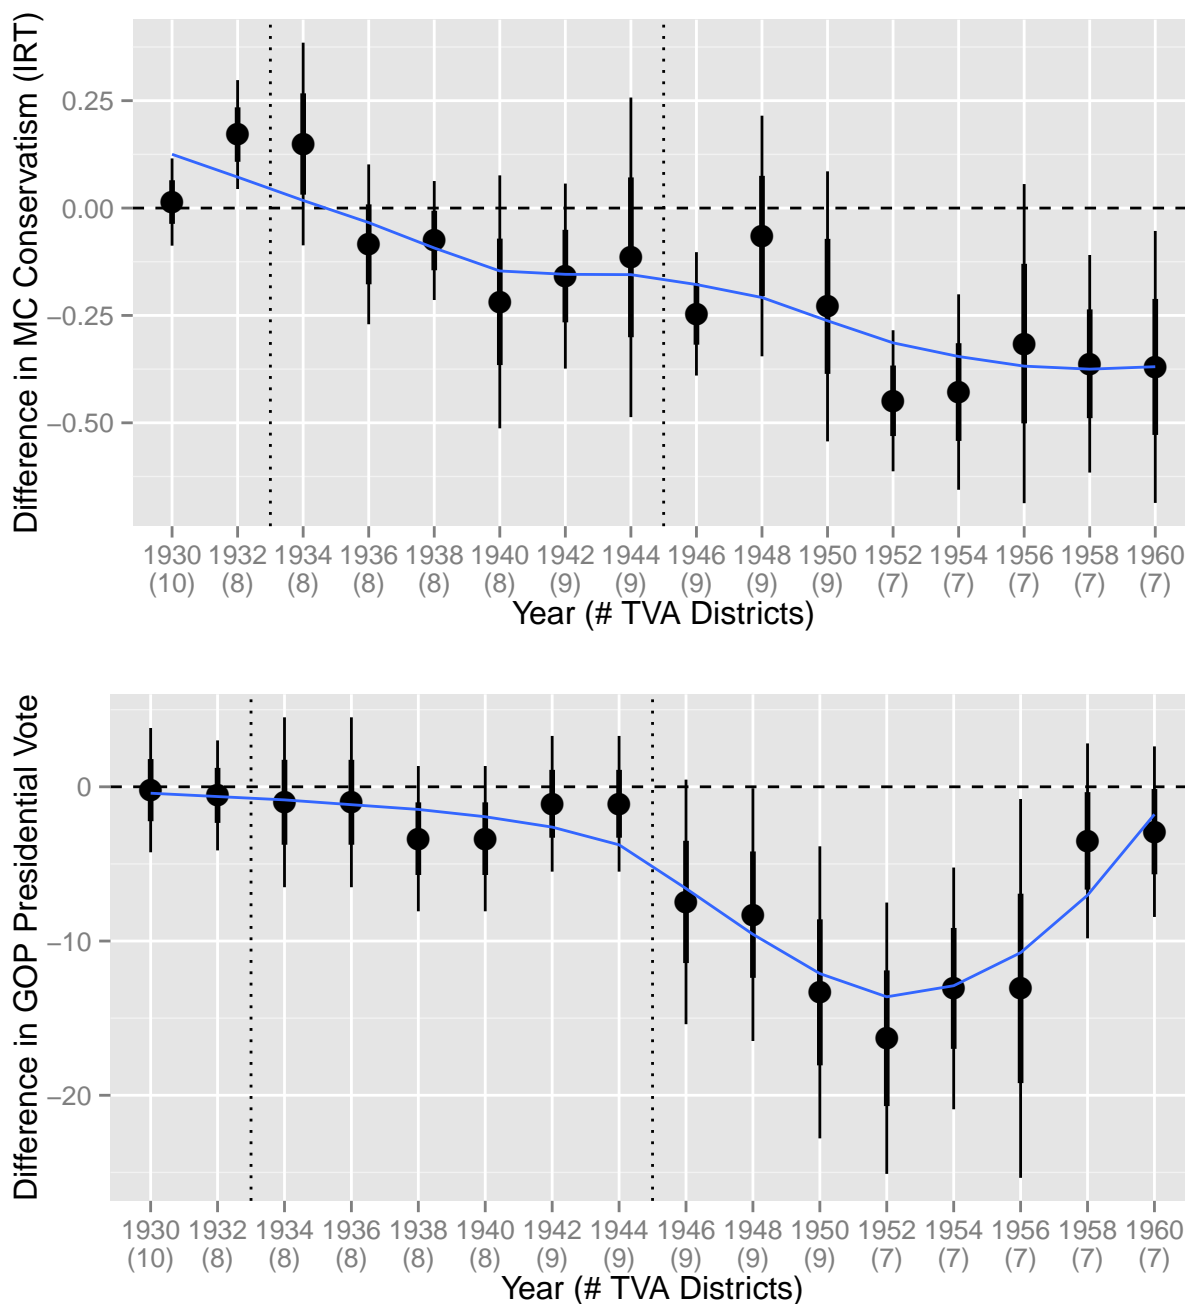 Difference in MC Conservatism (IRT)
0.25
0.00
−0.25
−0.50
1930 1932 1934 1936 1938 1940 1942 1944 1946 1948 1950 1952 1954 1956 1958 1960
(10) (8) (8) (8) (8) (8) (9) (9) (9) (9) (9) (7) (7) (7) (7) (7)
Year (# TVA Districts)
Difference in GOP Presidential Vote
0
−10
−20
1930 1932 1934 1936 1938 1940 1942 1944 1946 1948 1950 1952 1954 1956 1958 1960
(10) (8) (8) (8) (8) (8) (9) (9) (9) (9) (9) (7) (7) (7) (7) (7)
Year (# TVA Districts)